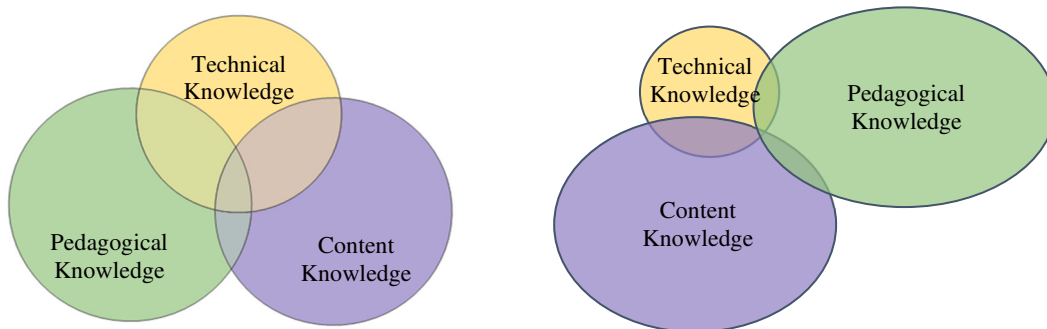 Technical
Knowledge
Pedagogical
Knowledge
Content
Knowledge
Technical
Knowledge
Pedagogical
Knowledge
Content
Knowledge